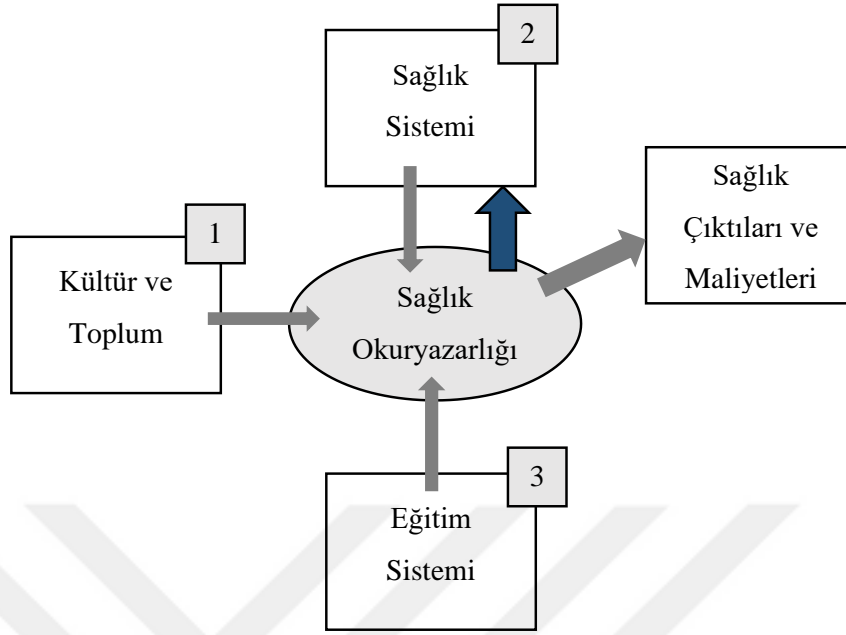 2
Sağlık
Sistemi
Sağlık
Çıktıları ve
Maliyetleri
1
Kültür ve
Toplum
Sağlık
Okuryazarlığı
3
Eğitim
Sistemi